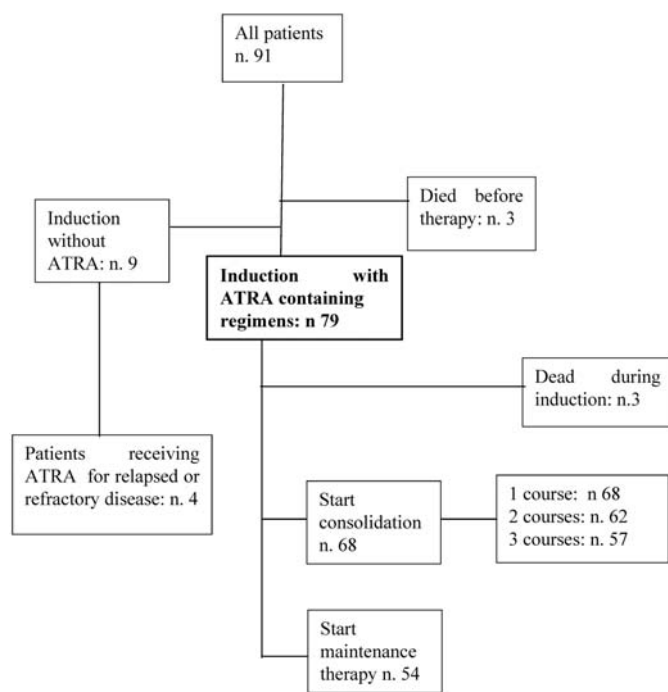 All patients
n. 91
Died before
therapy: n. 3
Induction
without
ATRA: n. 9
Induction with
ATRA containing
regimens: n 79
Dead during
induction: n.3
Patients receiving
ATRA for relapsed or
refractory disease: n. 4
Start
consolidation
n. 68
1 course: n 68
2 courses: n. 62
3 courses: n. 57
Start
maintenance
therapy n. 54